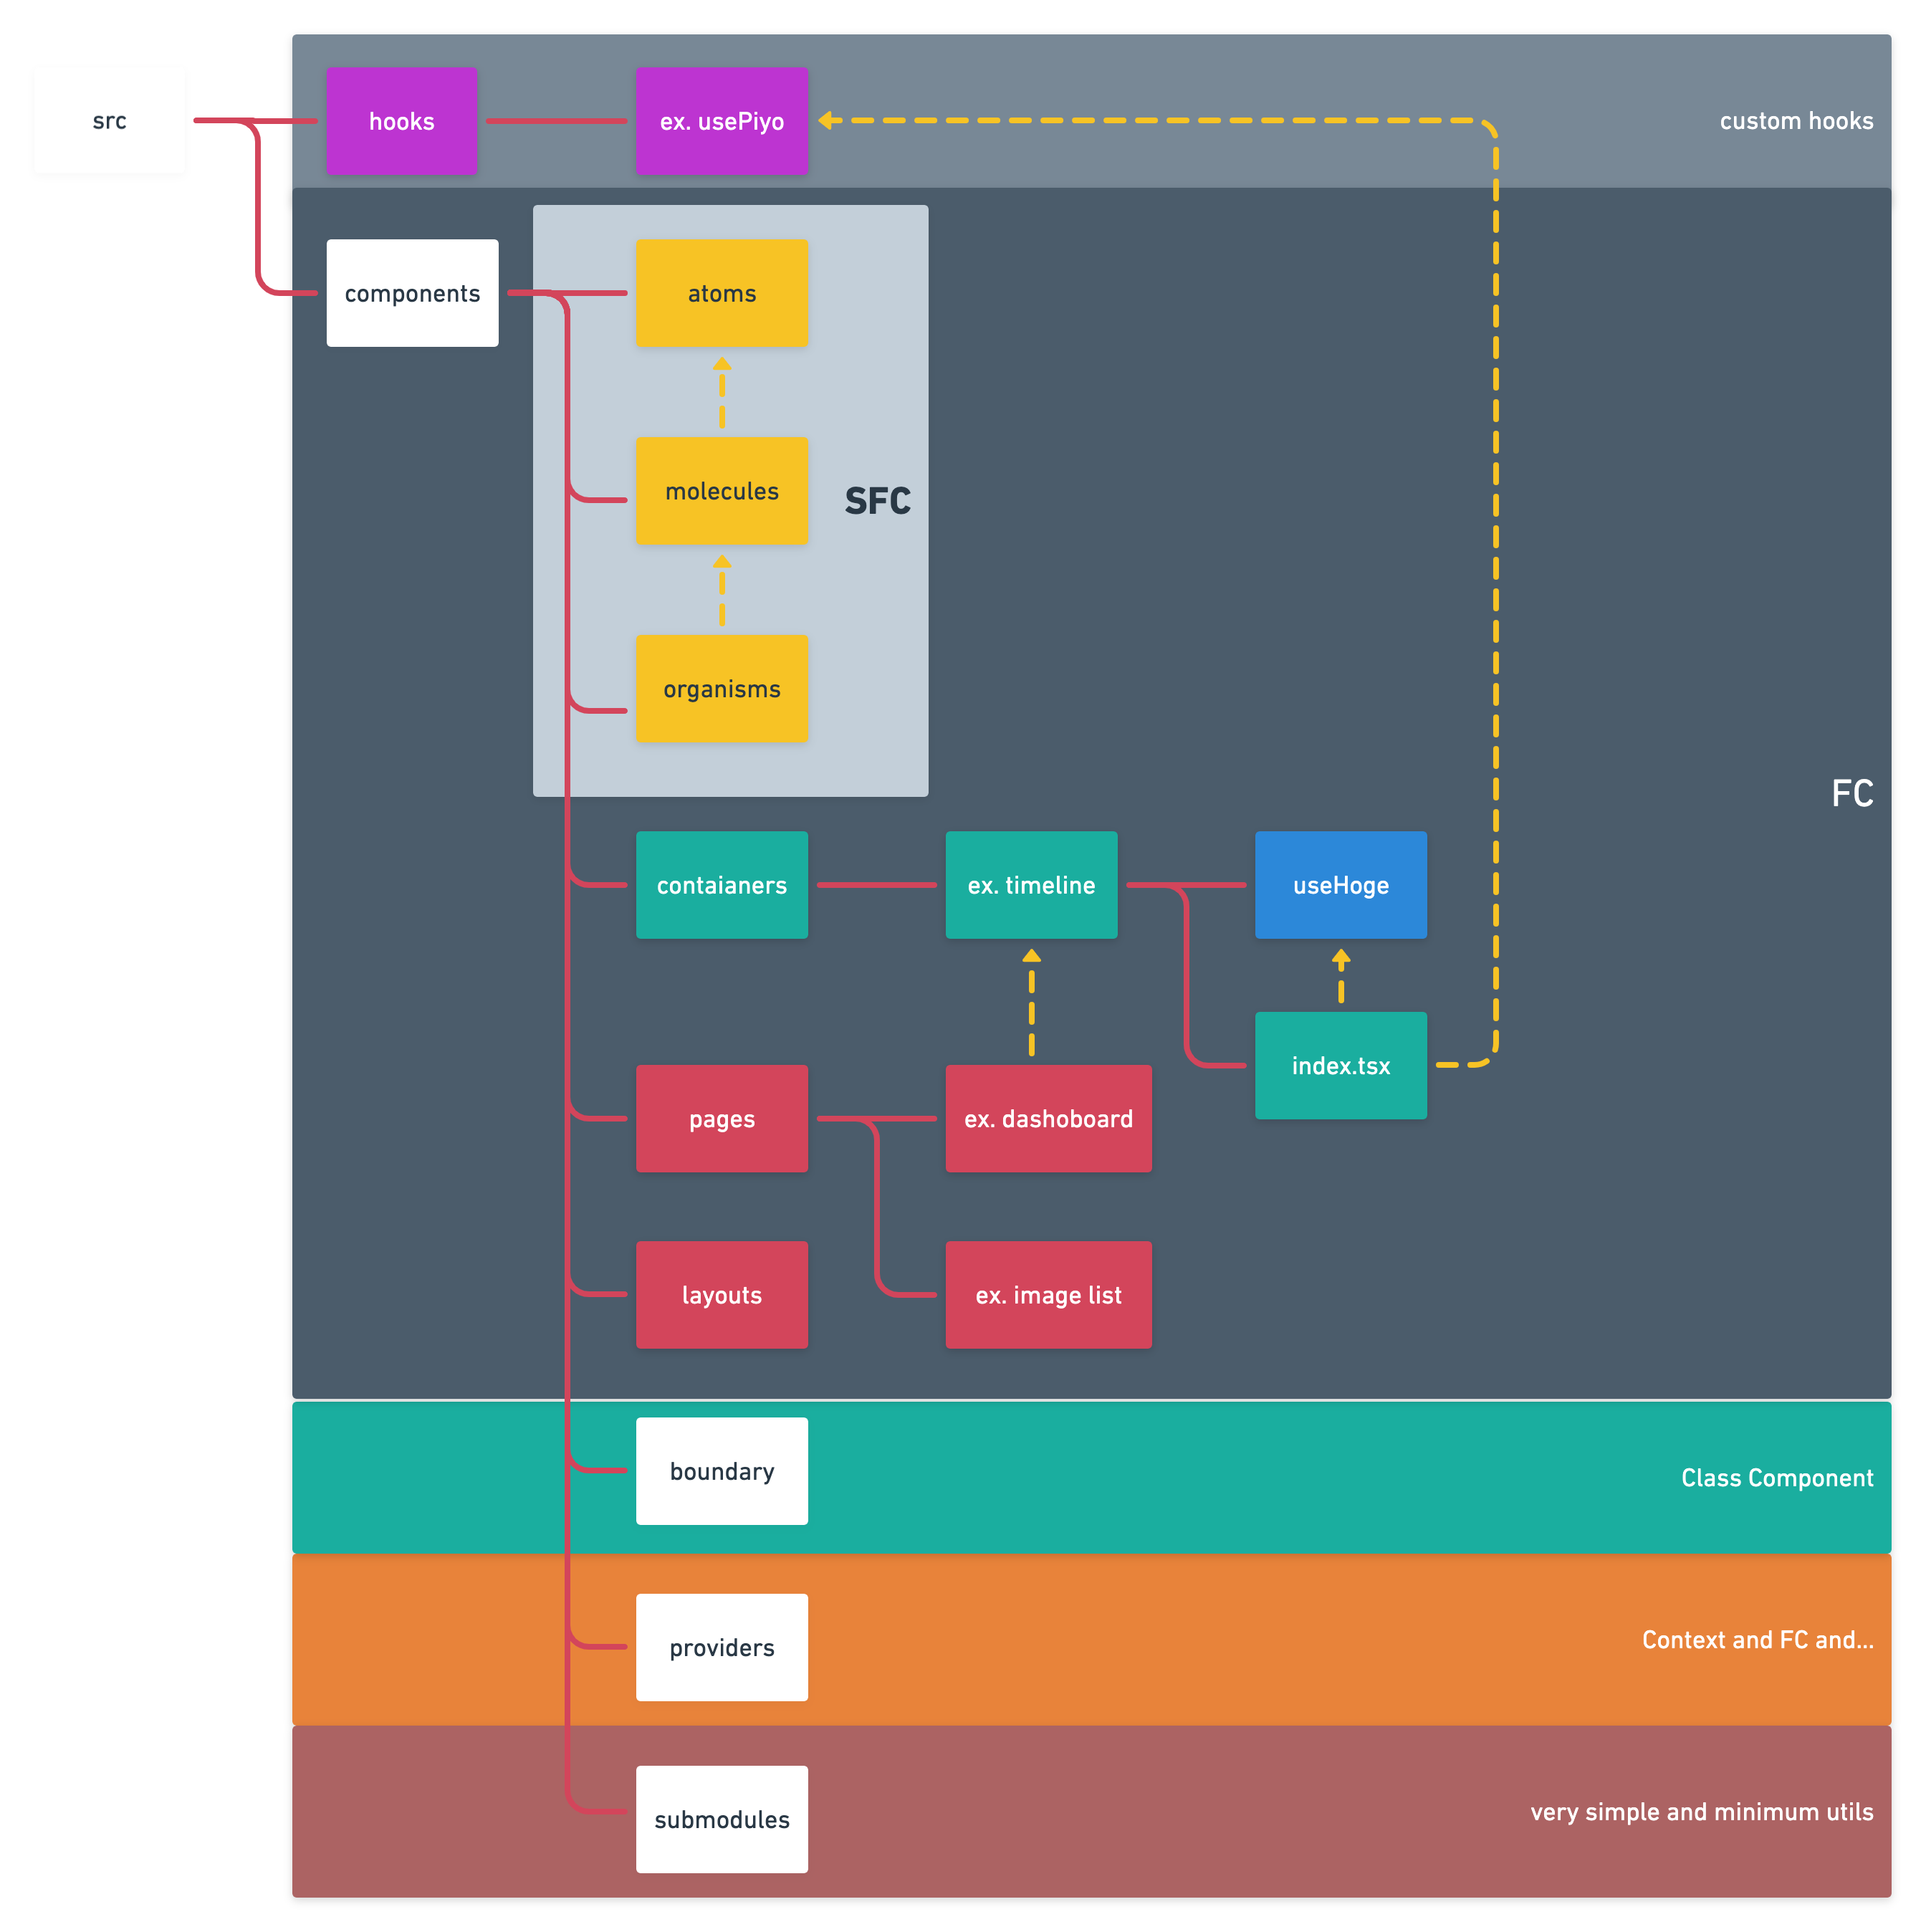 src
hooks
ex. usePiyo
custom hooks
components
atoms
molecules
SFC
organisms
FC
contaianers
ex. timeline
useHoge
index.tsx
pages
ex. dashoboard
layouts
ex. image list
boundary
Class Component
providers
Context and FC and...
submodules
very simple and minimum utils